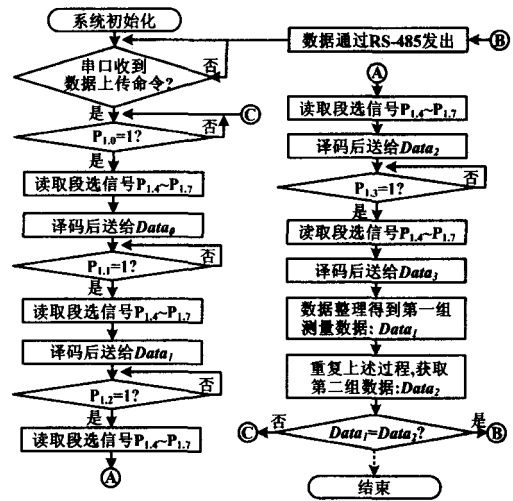 系统初始化
串口收到
数据上传命令?
否
是
C
P1.0=1?
否
是
读取段选信号P1.4~P1.7
译码后送给Data0
P1.1=1?
否
是
读取段选信号P1.4~P1.7
译码后送给Data1
P1.2=1?
否
是
读取段选信号P1.4~P1.7
A
数据通过RS-485发出
B
A
读取段选信号P1.4~P1.7
译码后送给Data2
P1.3=1?
否
是
读取段选信号P1.4~P1.7
译码后送给Data3
数据整理得到第一组
测量数据: Data1
重复上述过程,获取
第二组数据:Data2
否
是
C
Data1=Data2?
B
结束